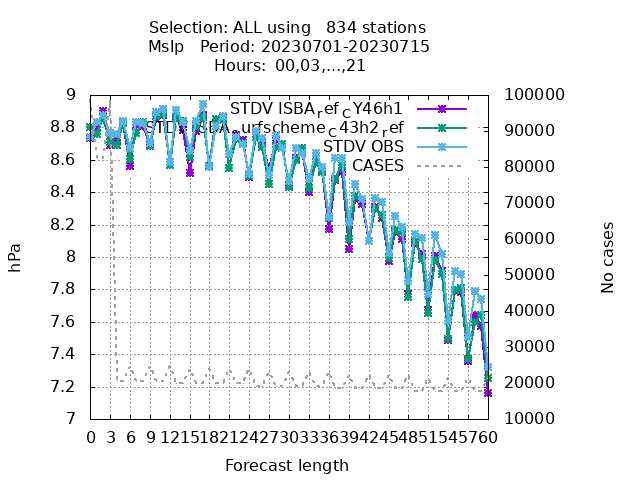 Selection: ALL using   834 stations
Mslp   Period: 20230701-20230715
Hours:  00,03,...,21
9 100000
STDV ISBA_ref_CY46h1
8.8 90000
STDV ISBA_surfscheme_C43h2_ref
STDV OBS
8.6 80000
CASES
8.4 70000
8.2 60000
8 50000
7.8 40000
7.6 30000
7.4 20000
7.2 10000
7
hPa
No cases
0 3 6 9 12 15 18 21 24 27 30 33 36 39 42 45 48 51 54 57 60
Forecast length